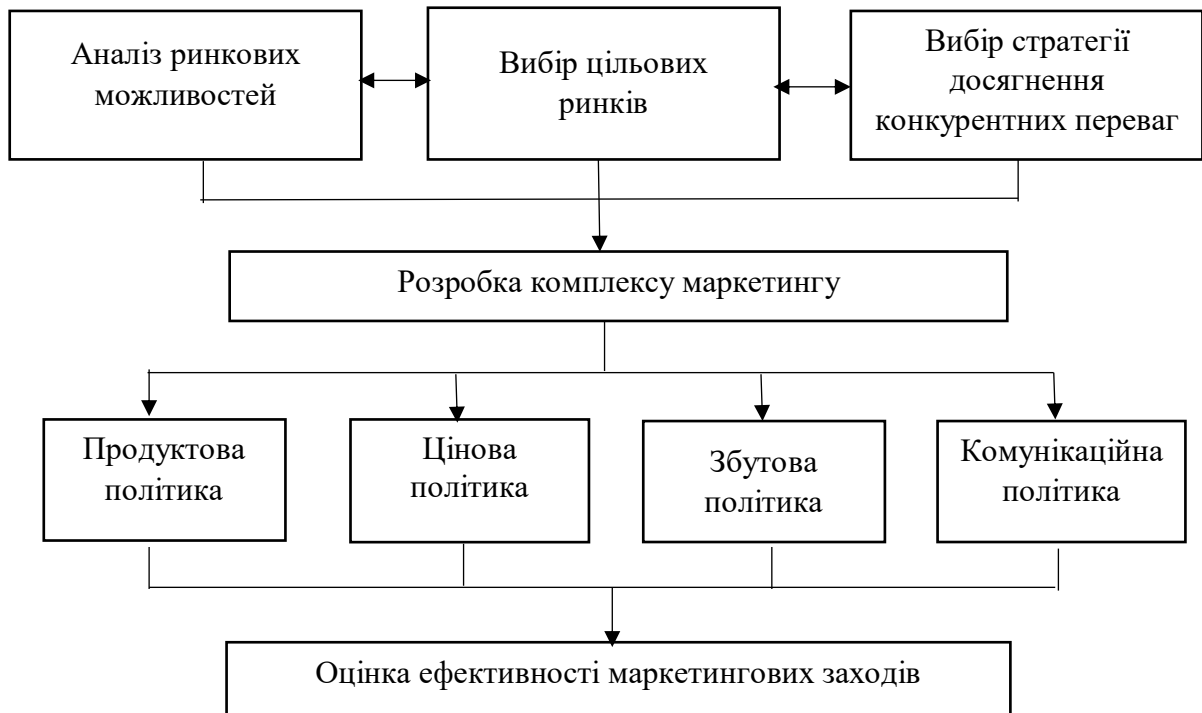 Аналіз ринкових
можливостей
Вибір цільових
ринків
Вибір стратегії
досягнення
конкурентних переваг
Розробка комплексу маркетингу
Продуктова
політика
Цінова
політика
Збутова
політика
Комунікаційна
політика
Оцінка ефективності маркетингових заходів